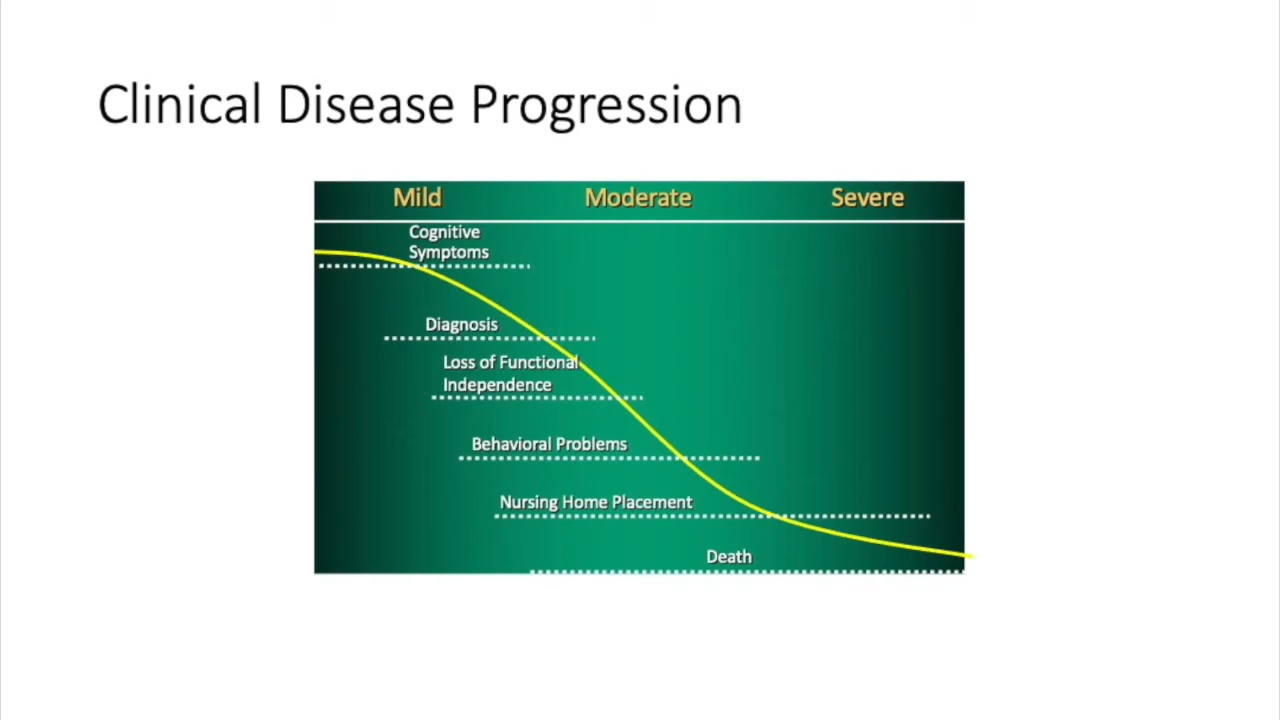 Clinical Disease Progression
Mild Moderate Severe
Cognitive
Symptoms
Diagnosis
Loss of Functional
Independence
Behavioral Problems
Nursing Home Placement
Death